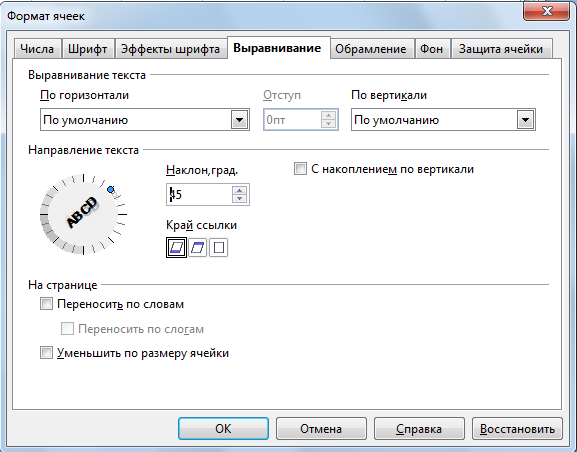 Формат ячеек
Числа Шрифт Эффекты шрифта Выравнивание Обрамление Фон Защита ячейки
Выравнивание текста
По горизонтали Отступ По вертикали
По умолчанию 0пт По умолчанию
Направление текста
Наклон,град. С накоплением по вертикали
ABCD 45
Край ссылки
На странице
Переносить по словам
Переносить по слогам
Уменьшить по размеру ячейки
ОК Отмена Справка Восстановить